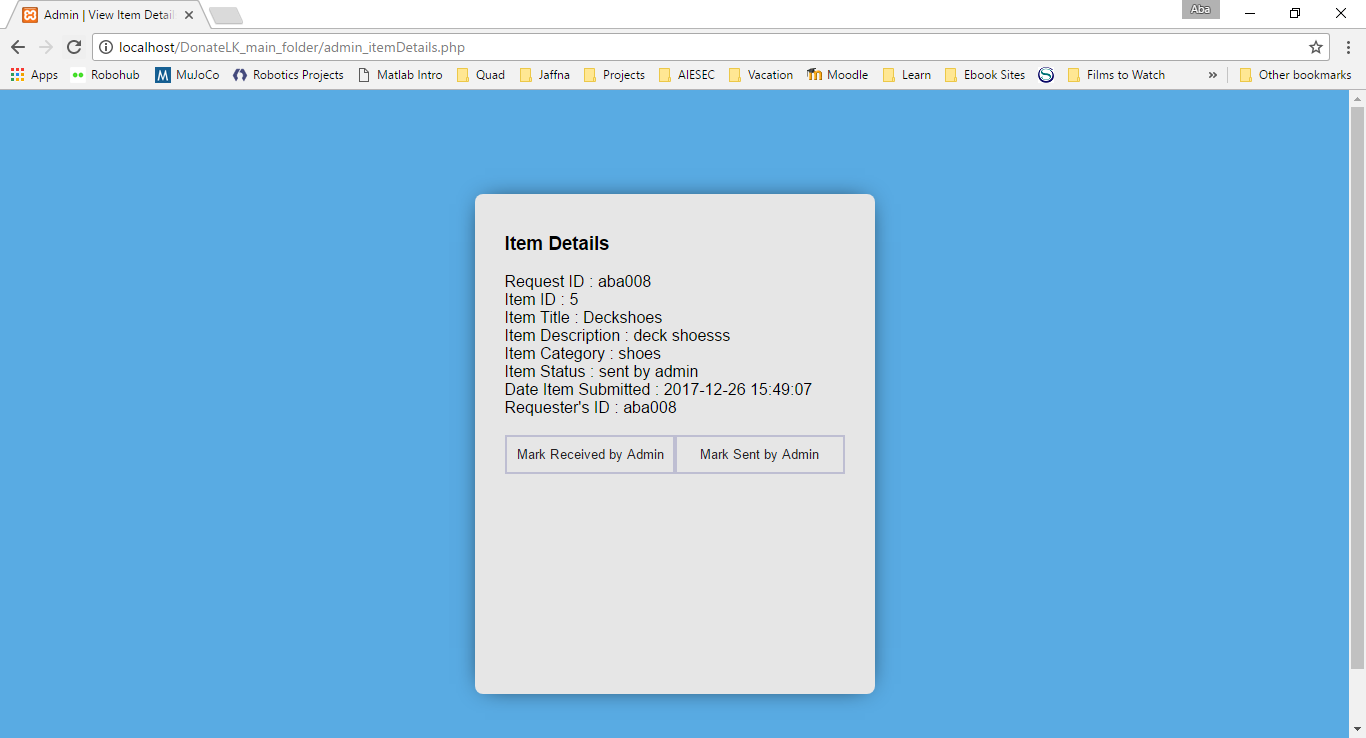 Admin | View Item Detail
Aba
localhost/DonateLK_main_folder/admin_itemDetails.php
Apps Robohub MuJoCo Robotics Projects Matlab Intro Quad Jaffna Projects AIESEC Vacation Moodle Learn Ebook Sites Films to Watch » Other bookmarks
Item Details
Request ID : aba008
Item ID : 5
Item Title : Deckshoes
Item Description : deck shoesss
Item Category : shoes
Item Status : sent by admin
Date Item Submitted : 2017-12-26 15:49:07
Requester's ID : aba008
Mark Received by Admin Mark Sent by Admin